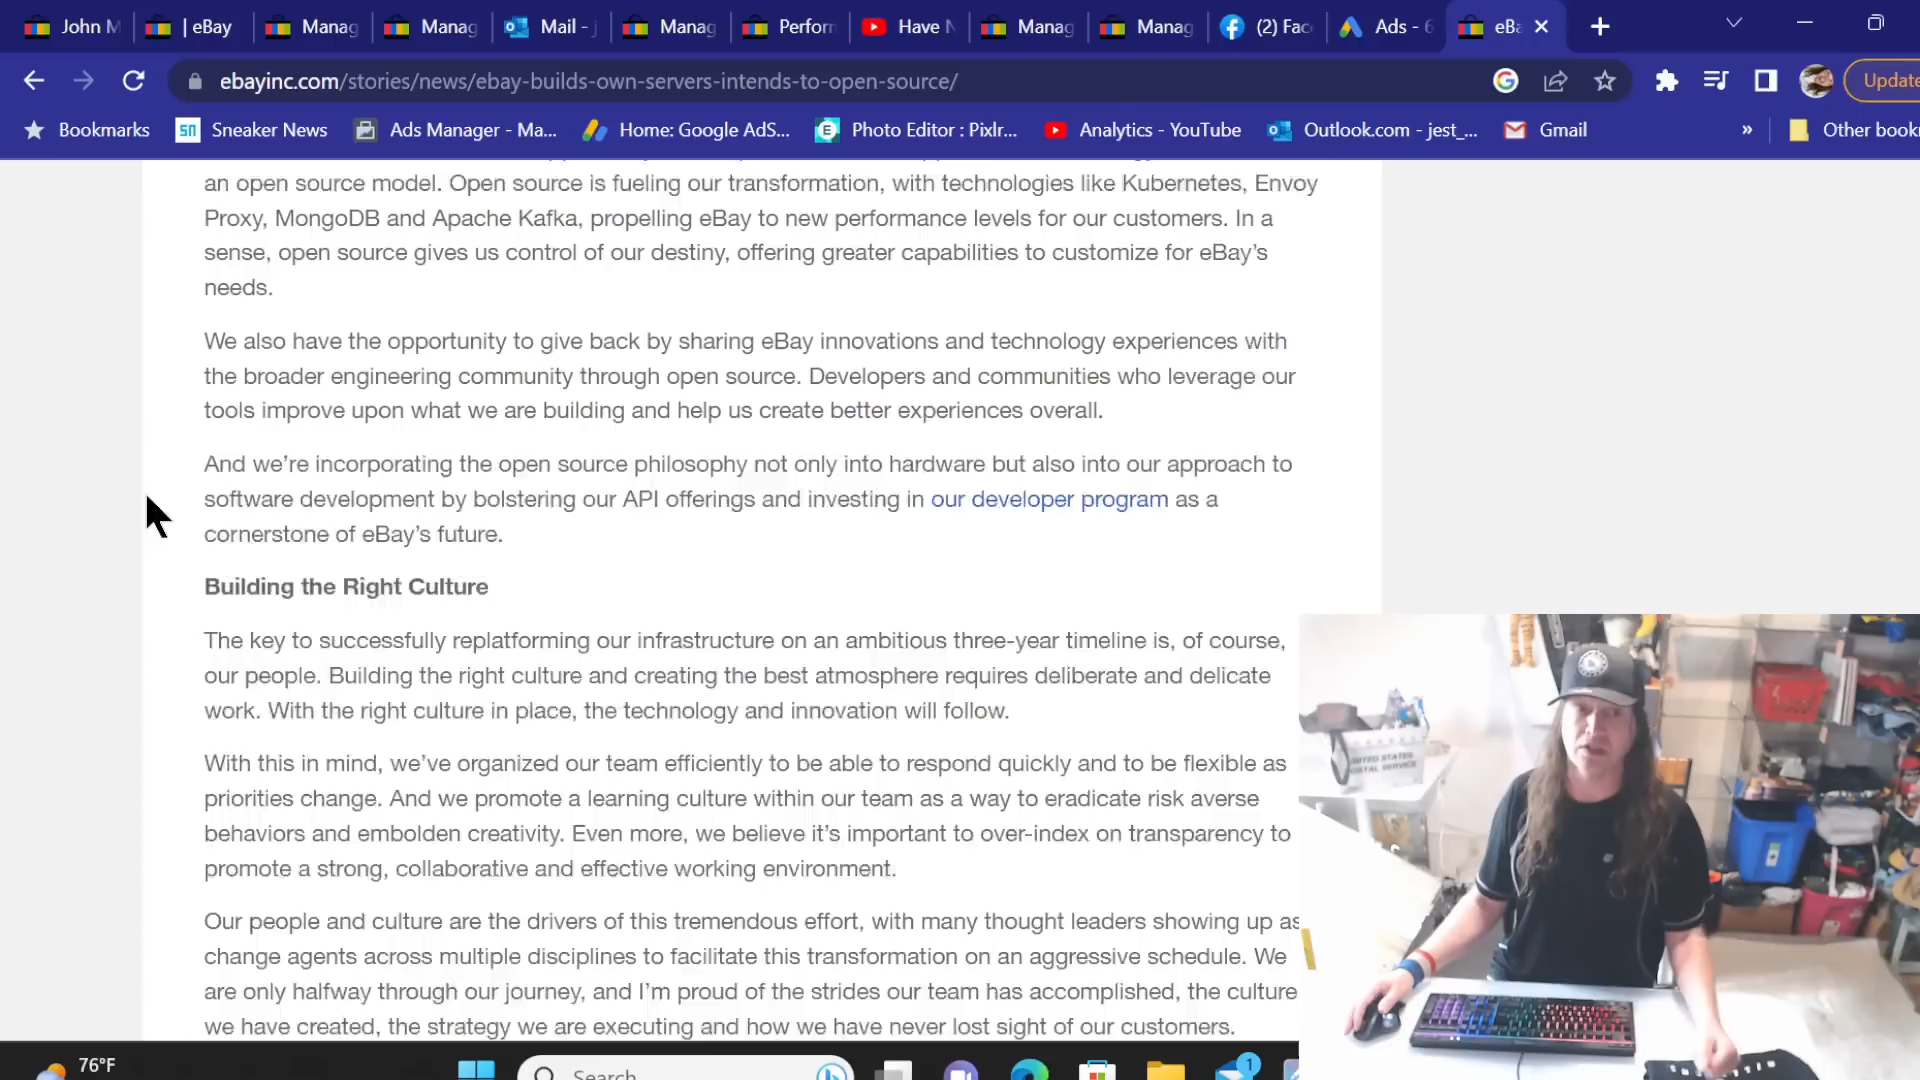 John M
| eBay
Manag
Manag
Mail - j
Manag
Perforn
Have N
Manag
Manag
(2) Fac
Ads - 6
eBa
ebayinc.com/stories/news/ebay-builds-own-servers-intends-to-open-source/
Update
Bookmarks
Sneaker News
Ads Manager - Ma...
Home: Google AdS...
Photo Editor : Pixlr...
Analytics - YouTube
Outlook.com - jest_...
Gmail
»
Other book
an open source model. Open source is fueling our transformation, with technologies like Kubernetes, Envoy
Proxy, MongoDB and Apache Kafka, propelling eBay to new performance levels for our customers. In a
sense, open source gives us control of our destiny, offering greater capabilities to customize for eBay’s
needs.
We also have the opportunity to give back by sharing eBay innovations and technology experiences with
the broader engineering community through open source. Developers and communities who leverage our
tools improve upon what we are building and help us create better experiences overall.
And we’re incorporating the open source philosophy not only into hardware but also into our approach to
software development by bolstering our API offerings and investing in our developer program as a
cornerstone of eBay’s future.
Building the Right Culture
The key to successfully replatforming our infrastructure on an ambitious three-year timeline is, of course,
our people. Building the right culture and creating the best atmosphere requires deliberate and delicate
work. With the right culture in place, the technology and innovation will follow.
With this in mind, we’ve organized our team efficiently to be able to respond quickly and to be flexible as
priorities change. And we promote a learning culture within our team as a way to eradicate risk averse
behaviors and embolden creativity. Even more, we believe it’s important to over-index on transparency to
promote a strong, collaborative and effective working environment.
Our people and culture are the drivers of this tremendous effort, with many thought leaders showing up as
change agents across multiple disciplines to facilitate this transformation on an aggressive schedule. We
are only halfway through our journey, and I’m proud of the strides our team has accomplished, the culture
we have created, the strategy we are executing and how we have never lost sight of our customers.
UNITED STATES
POSTAL SERVICE
76°F
Search
1